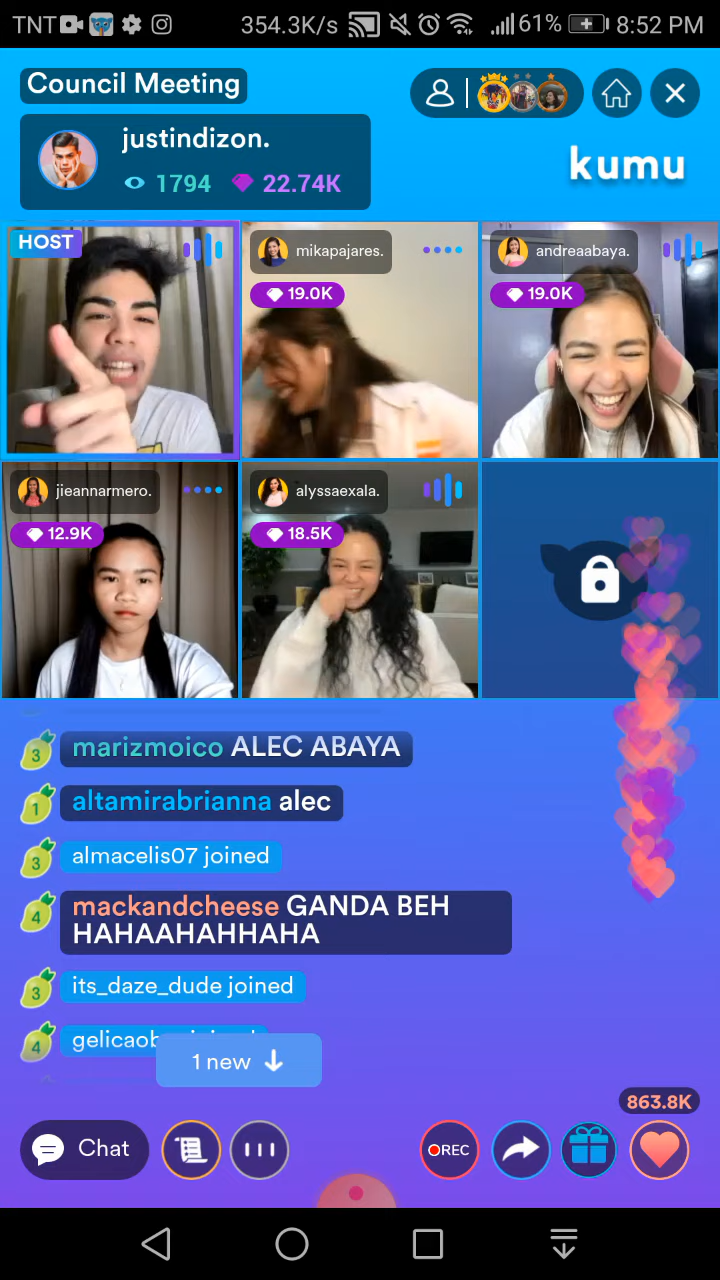 TNT 354.3K/s 61% 8:52 PM
Council Meeting
justindizon.
1794 22.74K
kumu
HOST
mikapajares.
19.0K
andreaabaya.
19.0K
jieannarmero.
12.9K
alyssaexala.
18.5K
3 marizmoico ALEC ABAYA
1 altamirabrianna alec
3 almacelis07 joined
4 mackandcheese GANDA BEH
HAHAAHAHHAHA
3 its_daze_dude joined
4
1 new
863.8K
Chat
REC